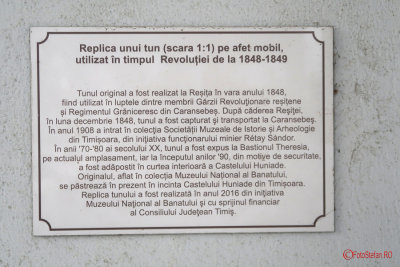 Replica unui tun (scara 1:1) pe afet mobil,
utilizat în timpul Revoluției de la 1848-1849
Tunul original a fost realizat la Reșița în vara anului 1848,
fiind utilizat în luptele dintre membrii Gărzii Revoluționare reșițene
și Regimentul Grăniceresc din Caransebeș. După căderea Reșiței,
în luna decembrie 1848, tunul a fost capturat și transportat la Caransebeș.
În anul 1908 a intrat în colecția Societății Muzeale de Istorie și Arheologie
din Timișoara, din inițiativa funcționarului minier Rétay Sándor.
În anii '70-'80 al secolului XX, tunul a fost expus la Bastionul Theresia,
pe actualul amplasament, iar la începutul anilor '90, din motive de securitate,
a fost adăpostit în curtea interioară a Castelului Huniade.
Originalul, aflat în colecția Muzeului Național al Banatului,
se păstrează în prezent în incinta Castelului Huniade din Timișoara.
Replica tunului a fost realizată în anul 2016 din inițiativa
Muzeului Național al Banatului și cu sprijinul financiar
al Consiliului Județean Timiș.
©FotoStefan.RO